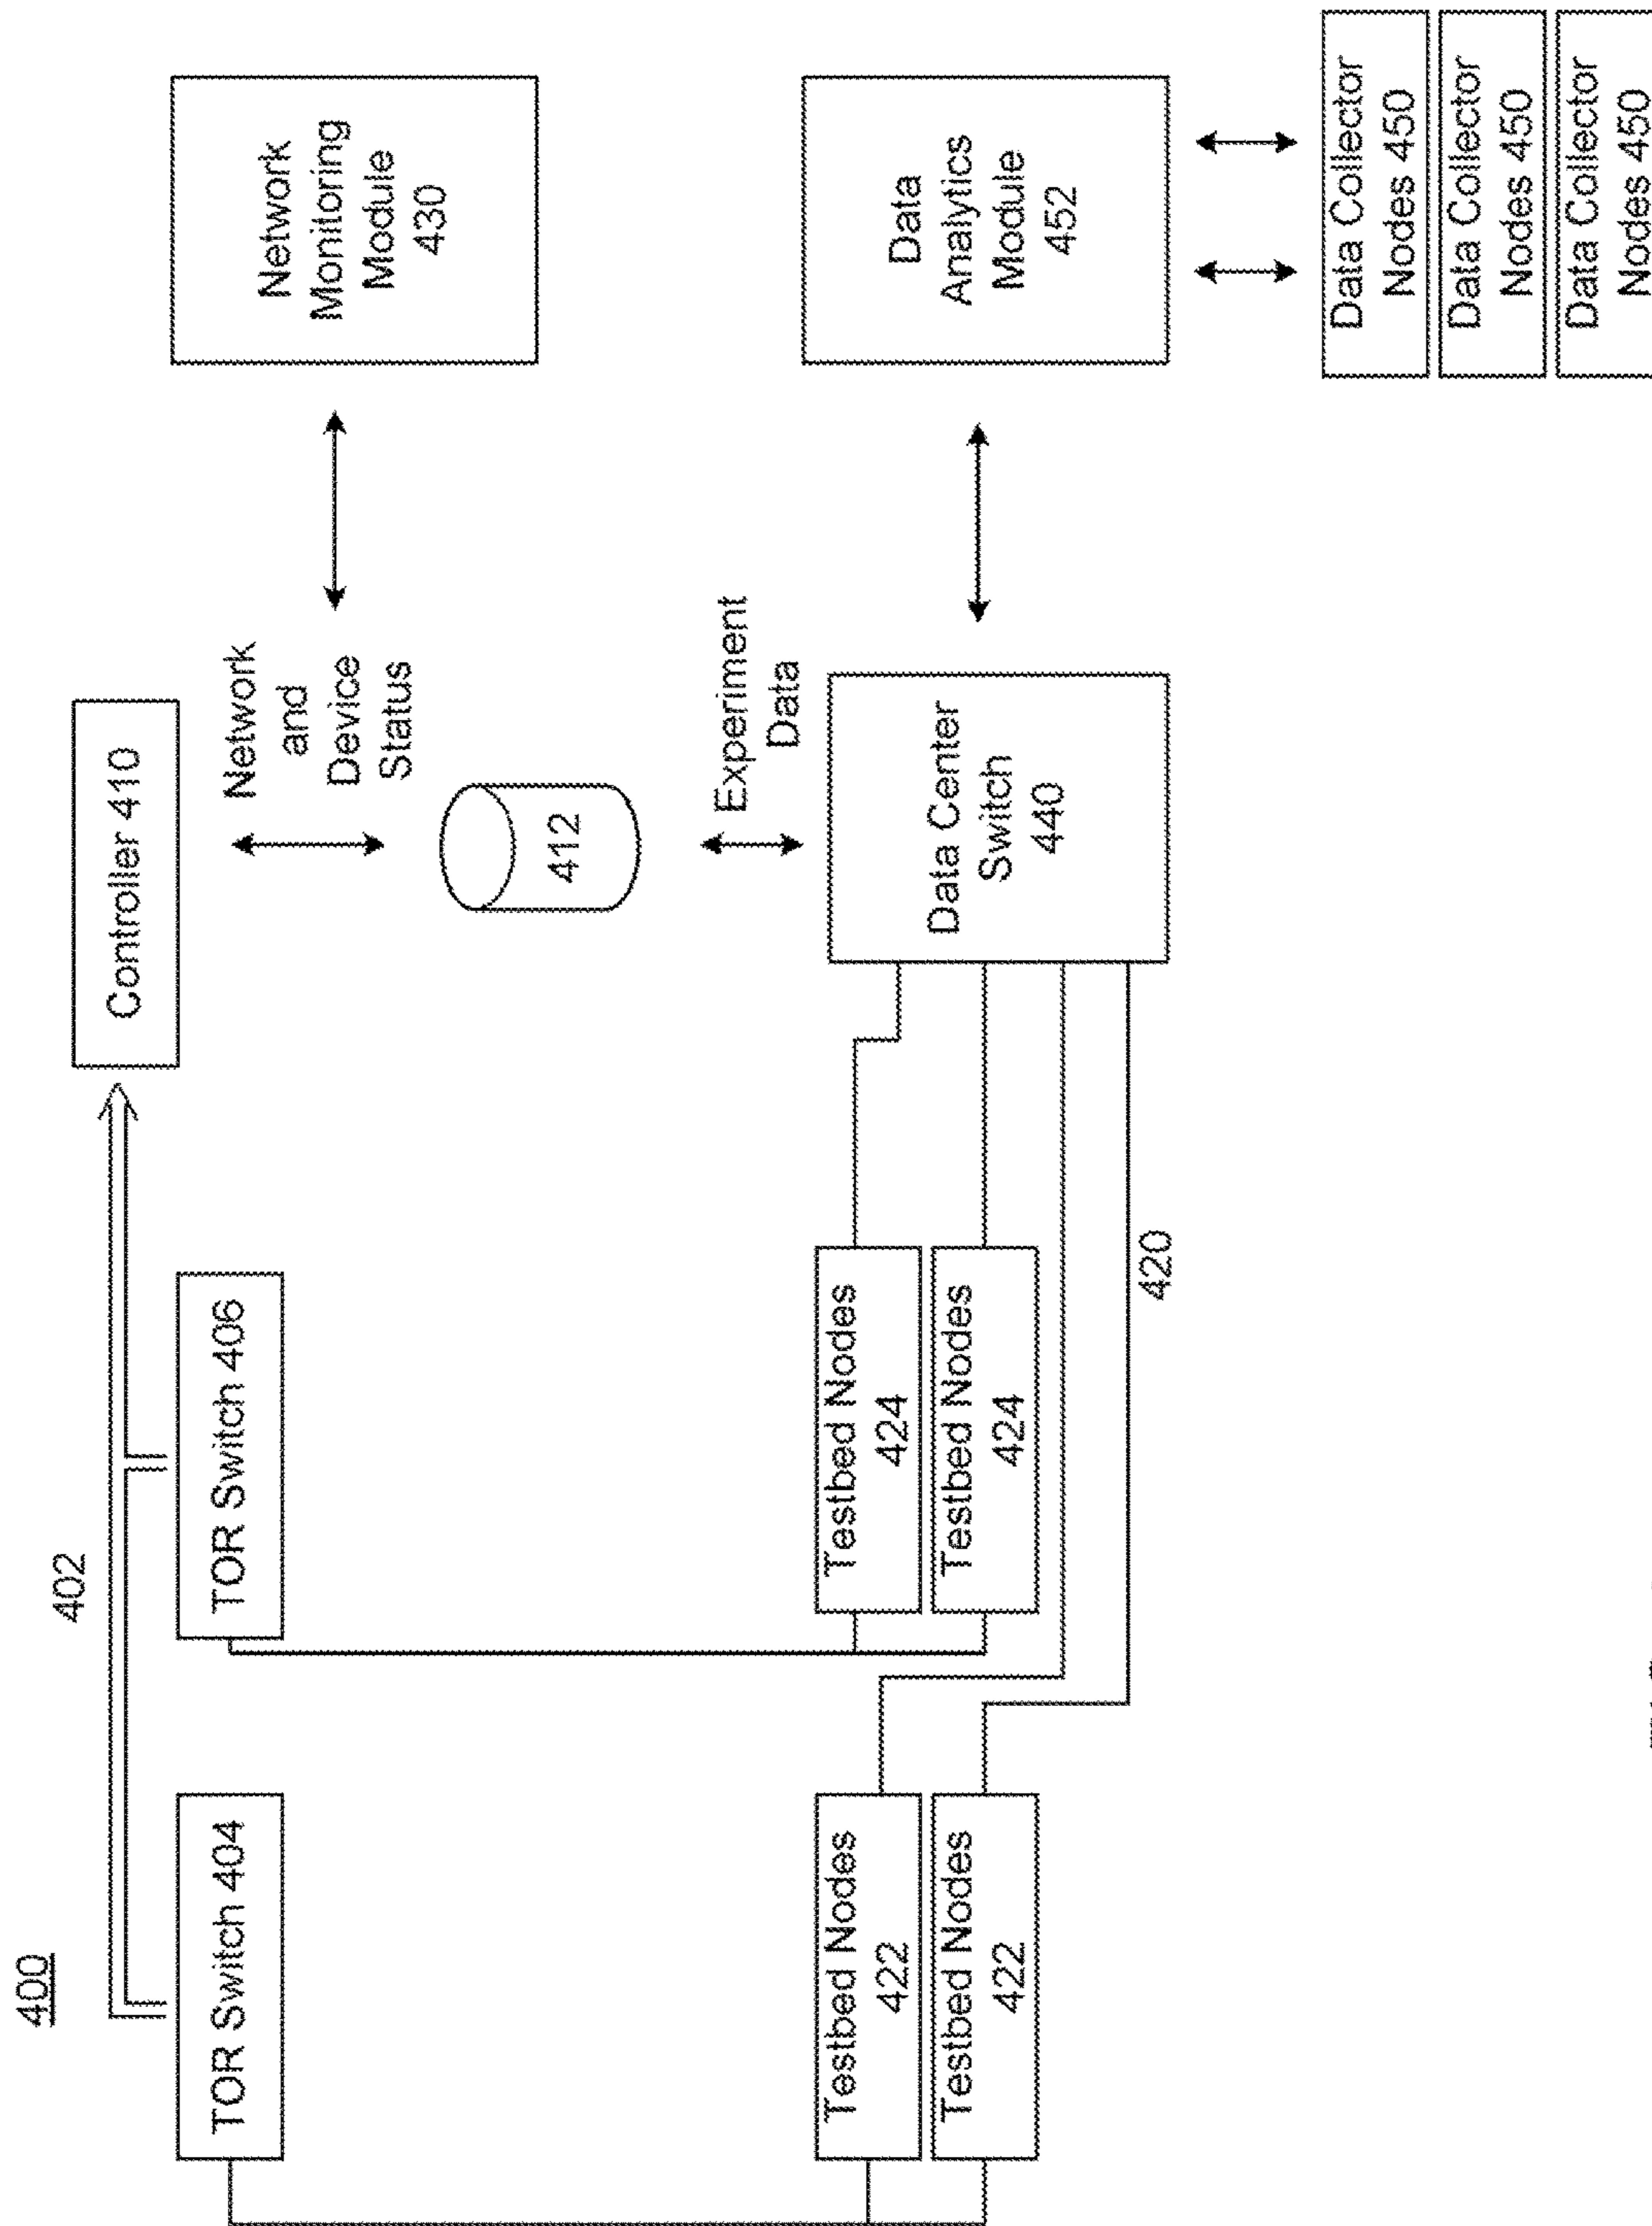 400
402
Controller 410
TOR Switch 404
TOR Switch 406
Network
and
Device
Status
Network
Monitoring
Module
430
412
Experiment
Data
Testbed Nodes
422
Testbed Nodes
422
Testbed Nodes
424
Testbed Nodes
424
420
Data Center
Switch
440
Data
Analytics
Module
452
Data Collector
Nodes 450
Data Collector
Nodes 450
Data Collector
Nodes 450